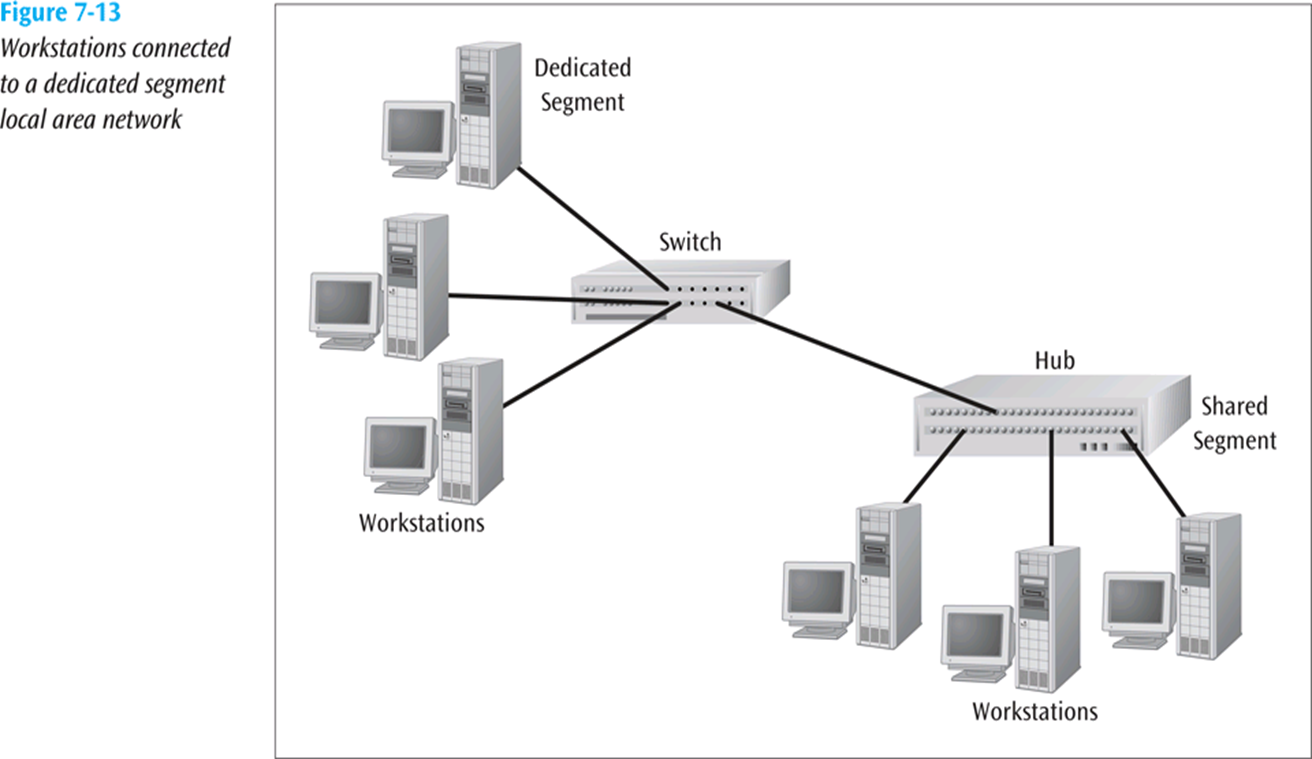 Figure 7-13
Workstations connected
to a dedicated segment
local area network
Dedicated
Segment
Switch
Hub
Shared
Segment
Workstations
Workstations